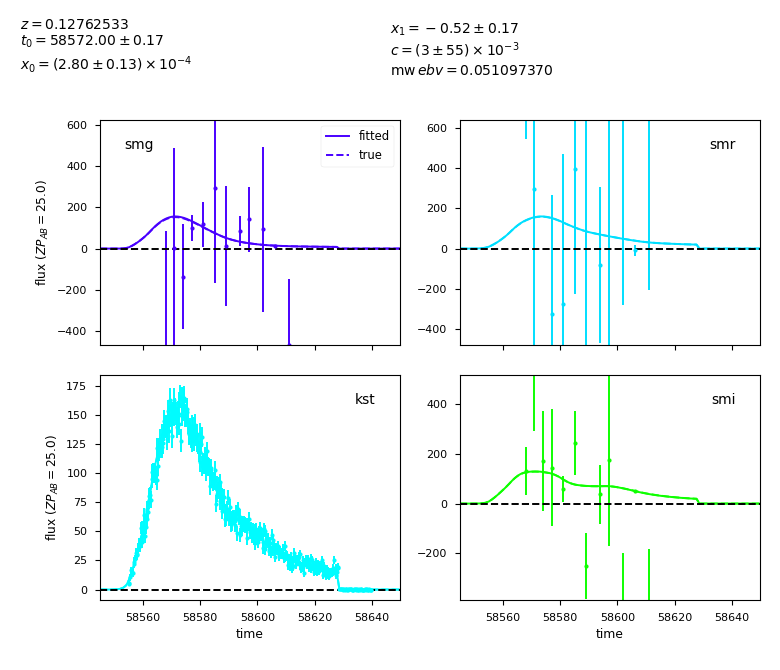 z = 0.12762533
t₀ = 58572.00 ± 0.17
x₀ = (2.80 ± 0.13) × 10⁻⁴
x₁ = −0.52 ± 0.17
c = (3 ± 55) × 10⁻³
mw ebv = 0.051097370
smg
fitted
true
600
400
200
0
−200
−400
flux (ZP_AB = 25.0)
smr
600
400
200
0
−200
−400
kst
175
150
125
100
75
50
25
0
flux (ZP_AB = 25.0)
58560 58580 58600 58620 58640
time
smi
400
200
0
−200
58560 58580 58600 58620 58640
time